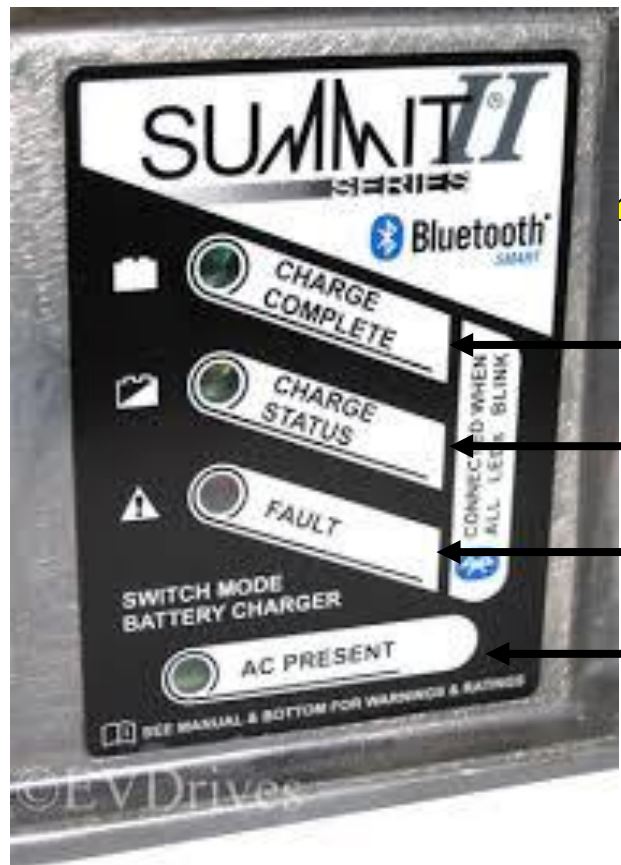 SUMMIT II®
SERIES
Bluetooth®
SMART
CHARGE
COMPLETE
CHARGE
STATUS
FAULT
CONNECTED WHEN
ALL LEDs BLINK
SWITCH MODE
BATTERY CHARGER
AC PRESENT
SEE MANUAL & BOTTOM FOR WARNINGS & RATINGS
©EVDrives